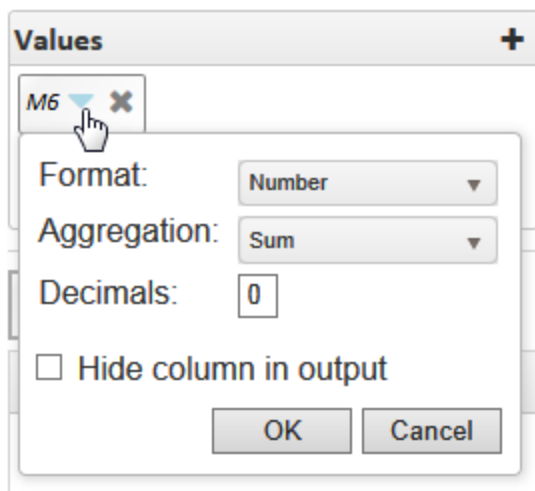 Values
M6
Format: Number
Aggregation: Sum
Decimals: 0
Hide column in output
OK Cancel